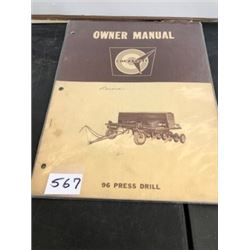 OWNER MANUAL
96 PRESS DRILL
567